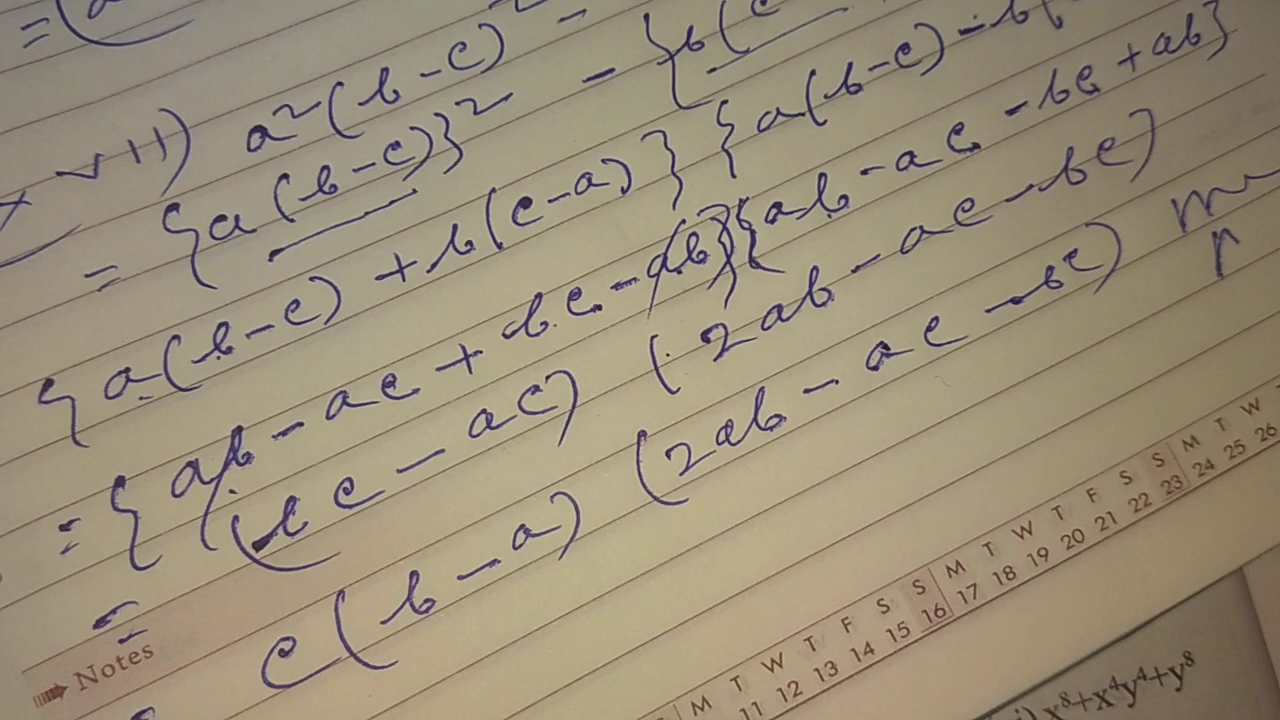 = (a
xvii) a²(b-c)² -
= {a(b-c)}² - {b(c
{a(b-c) + b(c-a)} {a(b-c) - b(
= {ab - ac + bc - ab}{ab - ac - bc + ab}
= (bc - ac) (2ab - ac - bc)
c(b-a) (2ab - ac - bc)
Notes
M T W T F S S M T W T F S S M T W
11 12 13 14 15 16 17 18 19 20 21 22 23 24 25 26
i) x⁸+x⁴y⁴+y⁸